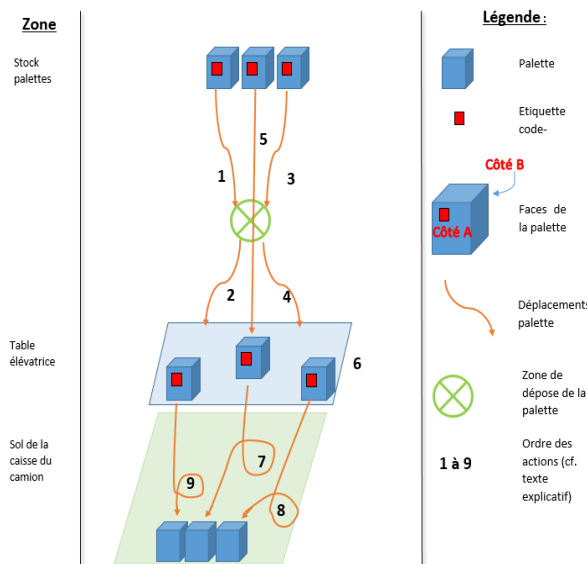 Zone
Stock
palettes
Table
élévatrice
Sol de la
caisse du
camion
5
1
3
2
4
6
7
9
8
Légende :
Palette
Etiquette
code-
Côté B
Côté A
Faces de
la palette
Déplacements
palette
Zone de
dépose de la
palette
1 à 9
Ordre des
actions (cf.
texte
explicatif)